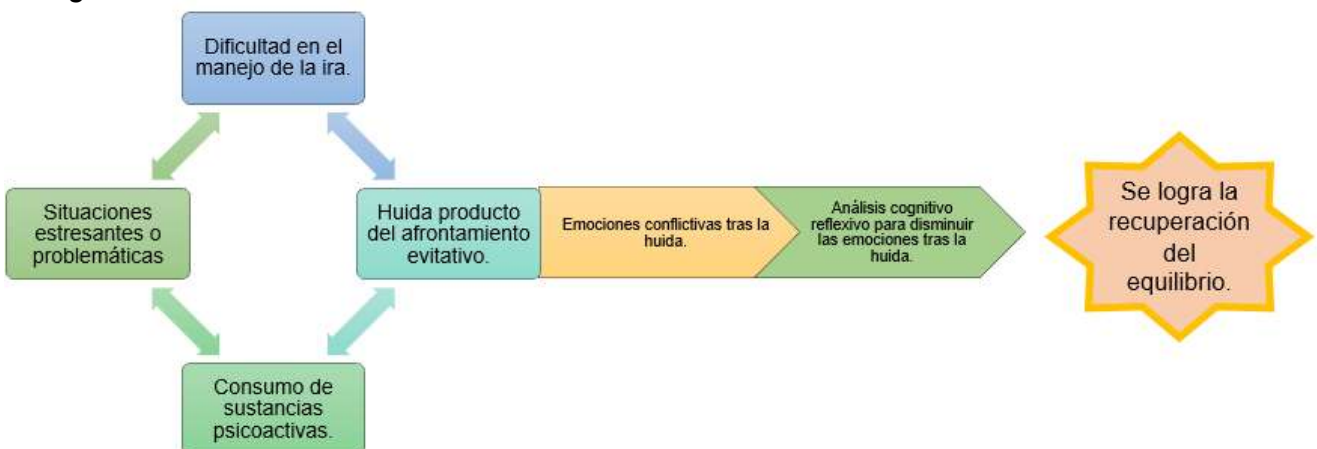 Dificultad en el
manejo de la ira.
Situaciones
estresantes o
problemáticas
Huida producto
del afrontamiento
evitativo.
Emociones conflictivas tras la
huida.
Análisis cognitivo
reflexivo para disminuir
las emociones tras la
huida.
Se logra la
recuperación
del
equilibrio.
Consumo de
sustancias
psicoactivas.